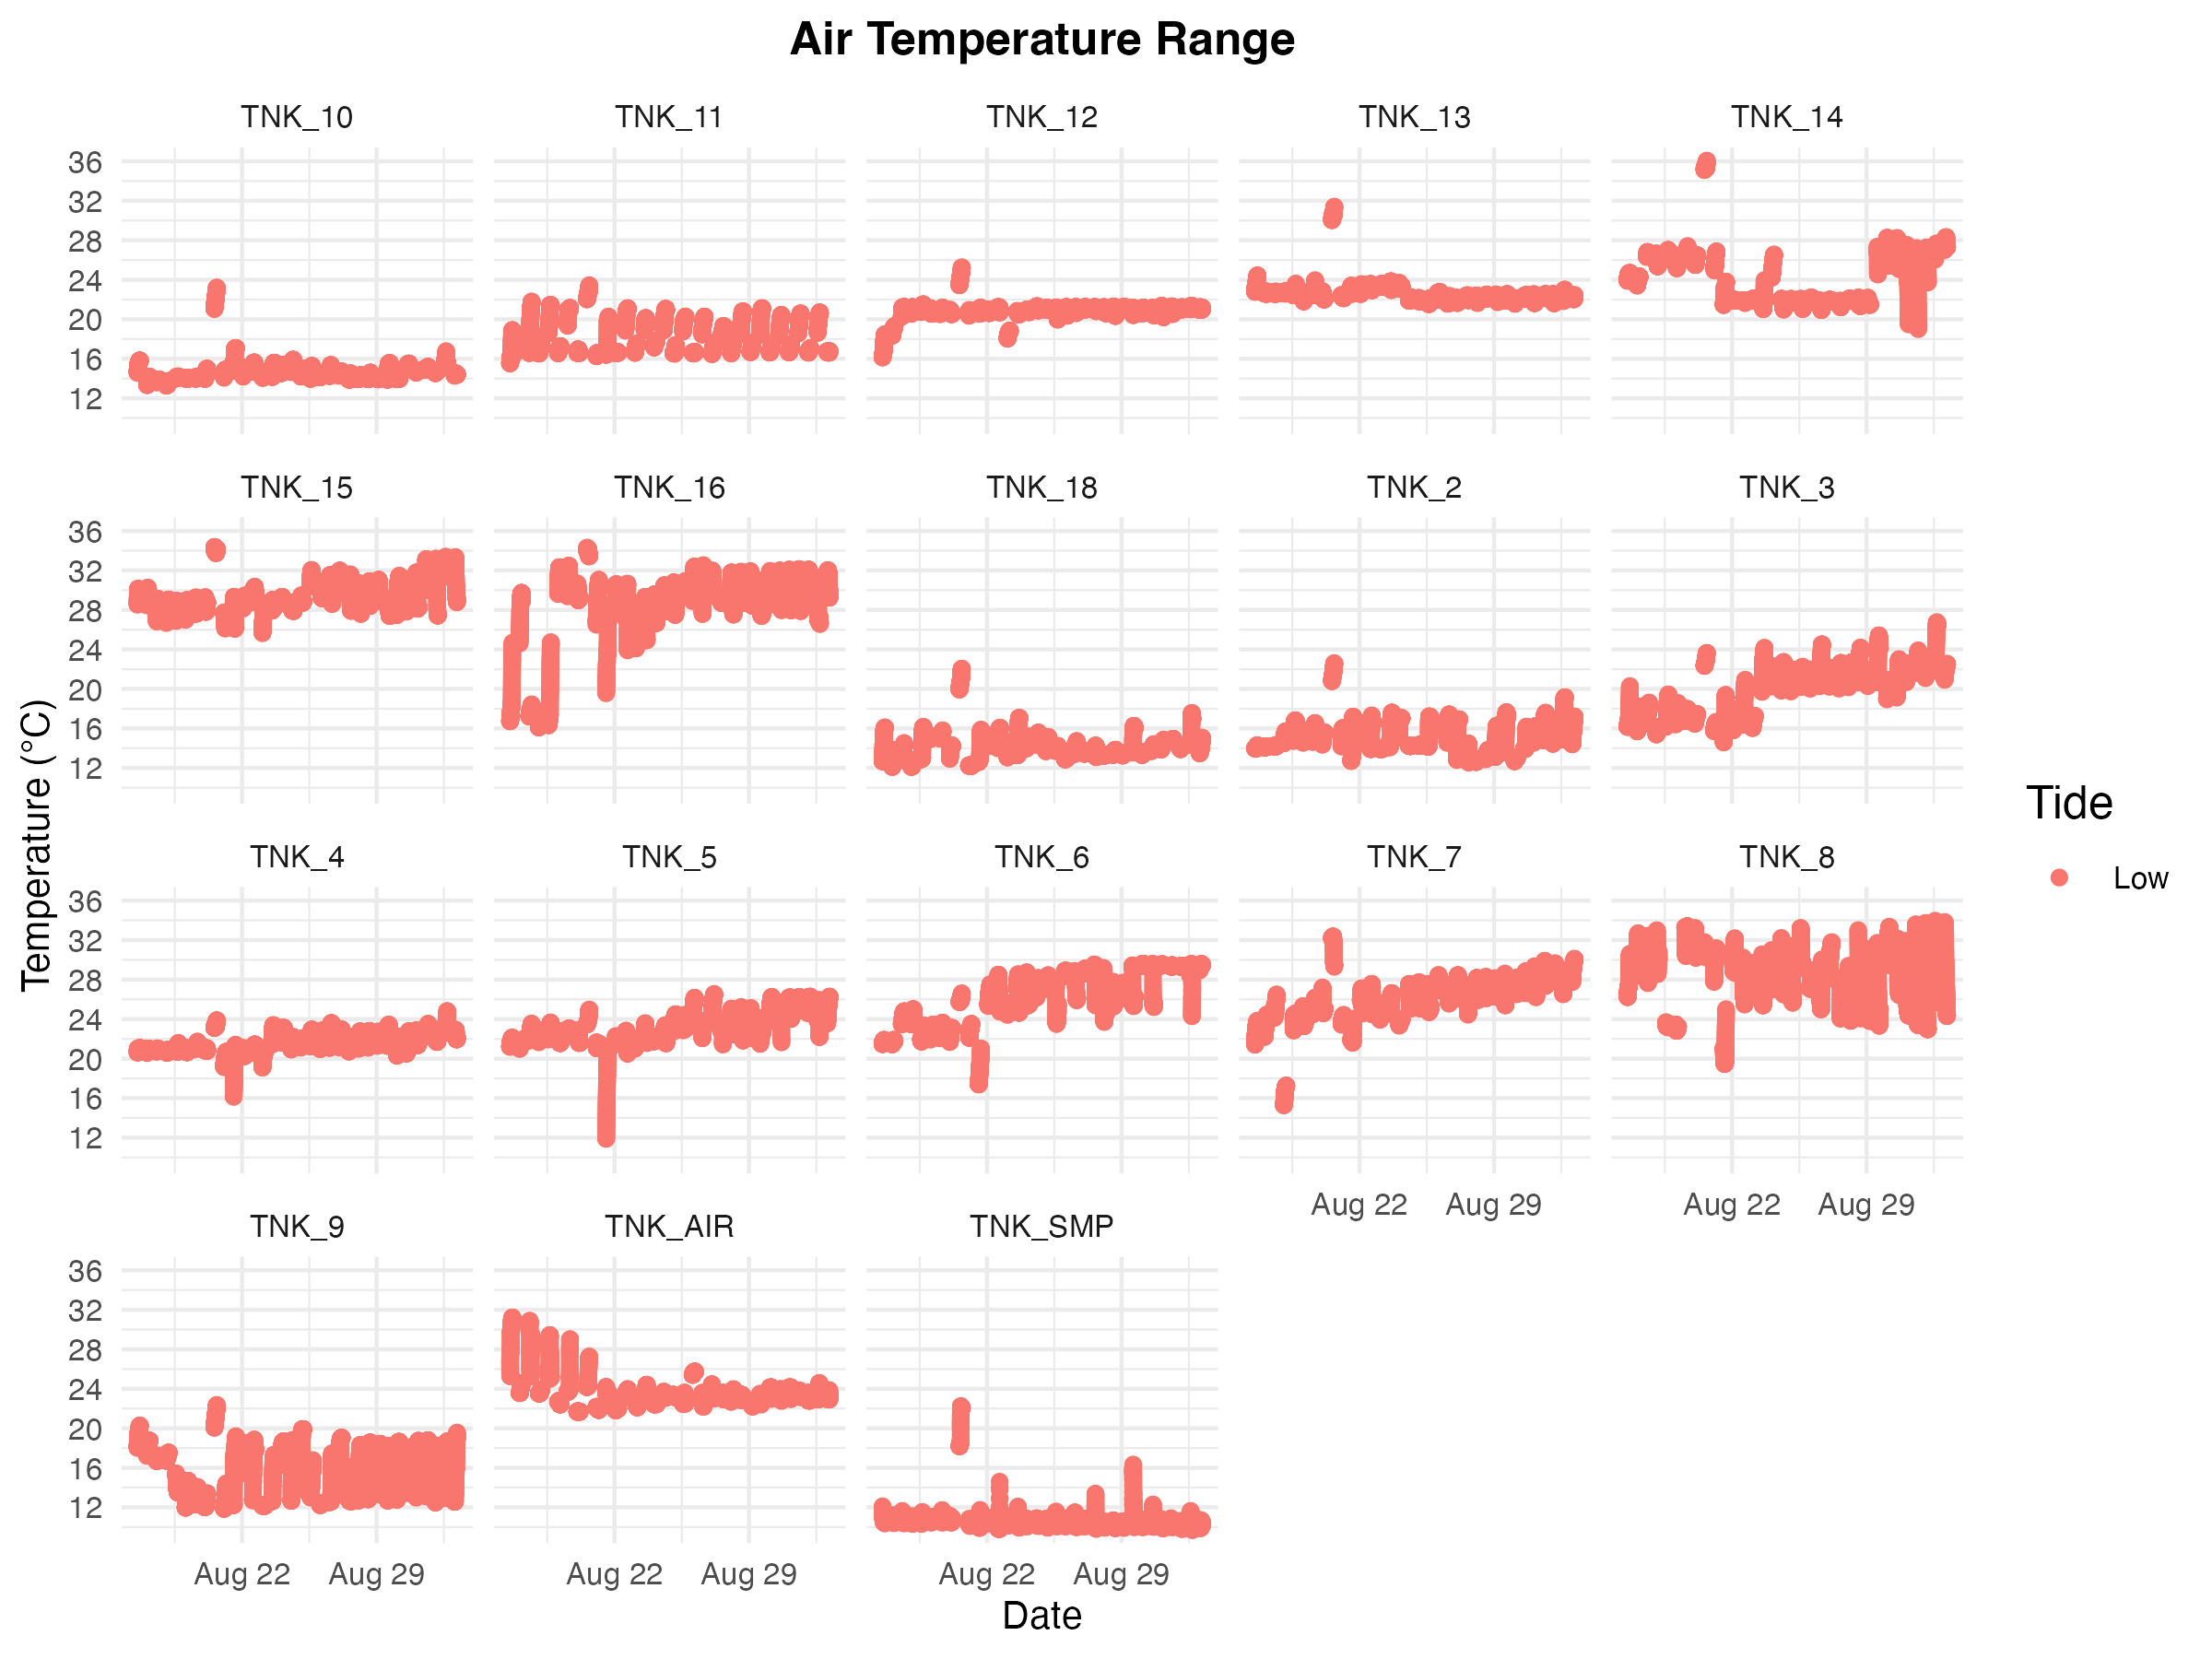 Air Temperature Range
TNK_10 TNK_11 TNK_12 TNK_13 TNK_14
36
32
28
24
20
16
12
TNK_15 TNK_16 TNK_18 TNK_2 TNK_3
36
32
28
24
20
16
12
TNK_4 TNK_5 TNK_6 TNK_7 TNK_8
36
32
28
24
20
16
12
Aug 22 Aug 29 Aug 22 Aug 29
TNK_9 TNK_AIR TNK_SMP
36
32
28
24
20
16
12
Aug 22 Aug 29 Aug 22 Aug 29 Aug 22 Aug 29
Date
Temperature (°C)
Tide
Low